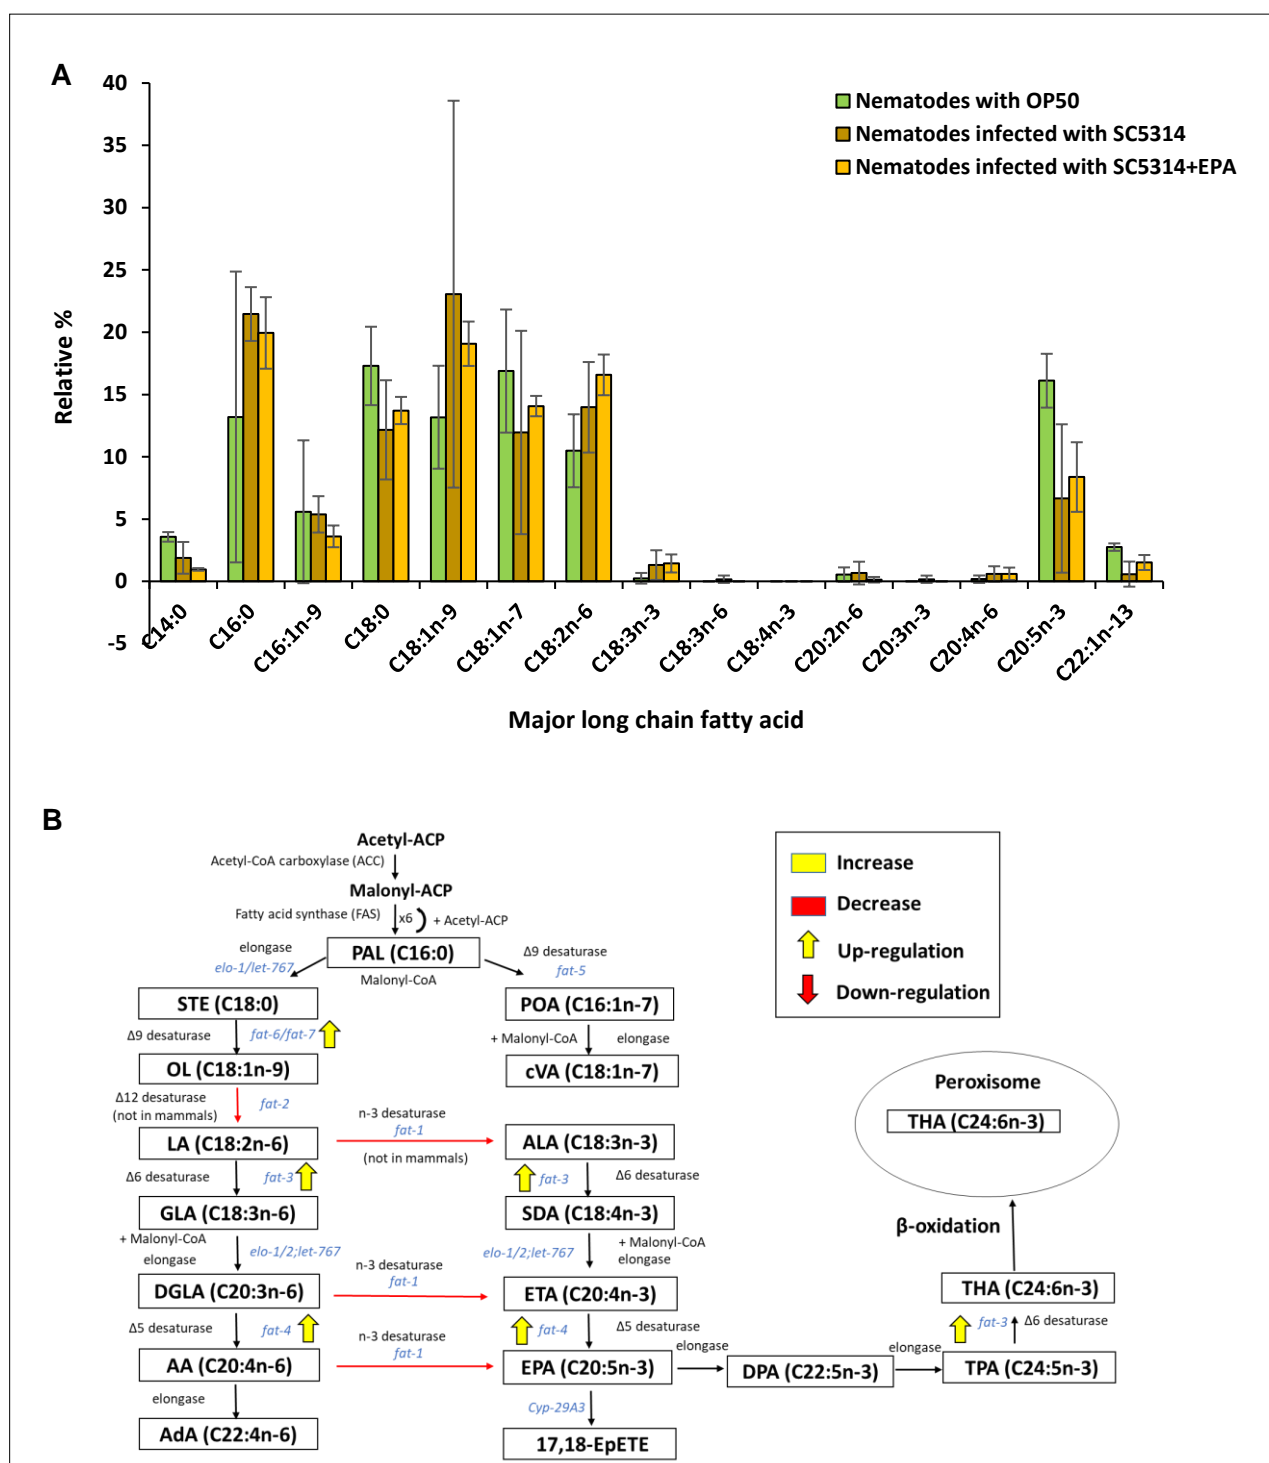 A
40
35
30
25
20
15
10
5
0
-5
Relative %
Nematodes with OP50
Nematodes infected with SC5314
Nematodes infected with SC5314+EPA
C14:0
C16:0
C16:1n-9
C18:0
C18:1n-9
C18:1n-7
C18:2n-6
C18:3n-3
C18:3n-6
C18:4n-3
C20:2n-6
C20:3n-3
C20:4n-6
C20:5n-3
C22:1n-13
Major long chain fatty acid
B
Acetyl-ACP
Acetyl-CoA carboxylase (ACC)
Malonyl-ACP
Fatty acid synthase (FAS)
x6
+ Acetyl-ACP
PAL (C16:0)
Malonyl-CoA
elongase
elo-1/let-767
Δ9 desaturase
fat-5
STE (C18:0)
POA (C16:1n-7)
Δ9 desaturase
fat-6/fat-7
+ Malonyl-CoA
elongase
OL (C18:1n-9)
cVA (C18:1n-7)
Δ12 desaturase
(not in mammals)
fat-2
n-3 desaturase
fat-1
(not in mammals)
LA (C18:2n-6)
ALA (C18:3n-3)
Δ6 desaturase
fat-3
fat-3
Δ6 desaturase
GLA (C18:3n-6)
SDA (C18:4n-3)
+ Malonyl-CoA
elongase
elo-1/2;let-767
elo-1/2;let-767
+ Malonyl-CoA
elongase
n-3 desaturase
fat-1
DGLA (C20:3n-6)
ETA (C20:4n-3)
Δ5 desaturase
fat-4
n-3 desaturase
fat-1
fat-4
Δ5 desaturase
AA (C20:4n-6)
EPA (C20:5n-3)
elongase
DPA (C22:5n-3)
elongase
TPA (C24:5n-3)
elongase
Cyp-29A3
AdA (C22:4n-6)
17,18-EpETE
fat-3
Δ6 desaturase
THA (C24:6n-3)
β-oxidation
Peroxisome
THA (C24:6n-3)
Increase
Decrease
Up-regulation
Down-regulation